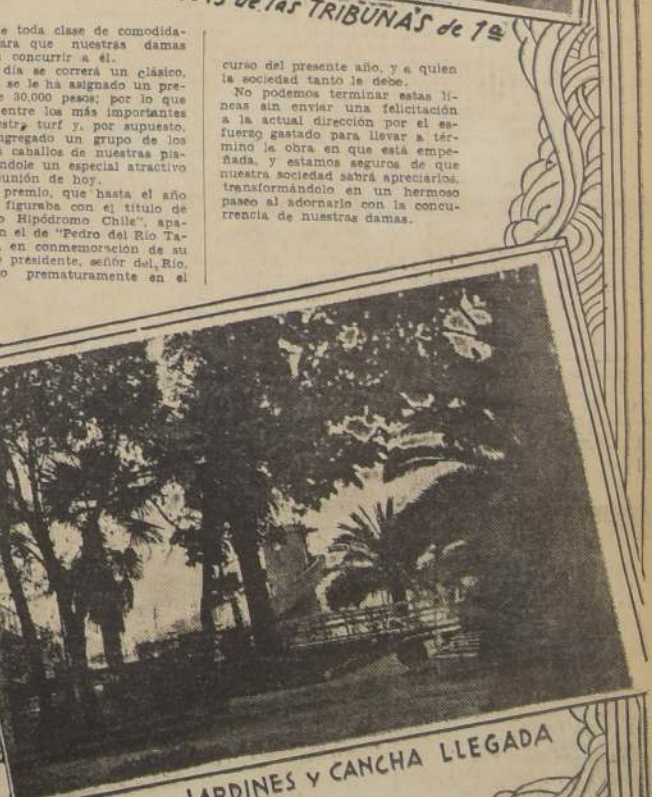 de las TRIBUNAS de 1ª
e toda clase de comodida-
ara que nuestras damas
concurrir a él.
día se correrá un clásico,
se le ha asignado un pre-
e 30,000 pesos; por lo que
entre los más importantes
estro turf y, por supuesto,
ngregado un grupo de los
s caballos de nuestras pis-
ándole un especial atractivo
eunión de hoy.
premio, que hasta el año
figuraba con el título de
o Hipódromo Chile", apa-
n el de "Pedro del Río Ta-
, en conmemoración de su
e presidente, señor del Río,
o prematuramente en el
curso del presente año, y a quien
la sociedad tanto le debe.
No podemos terminar estas lí-
neas sin enviar una felicitación
a la actual dirección por el es-
fuerzo gastado para llevar a tér-
mino la obra en que está empe-
ñada, y estamos seguros de que
nuestra sociedad sabrá apreciarlos,
transformándolo en un hermoso
paseo al adornarlo con la concu-
rrencia de nuestras damas.
JARDINES Y CANCHA LLEGADA